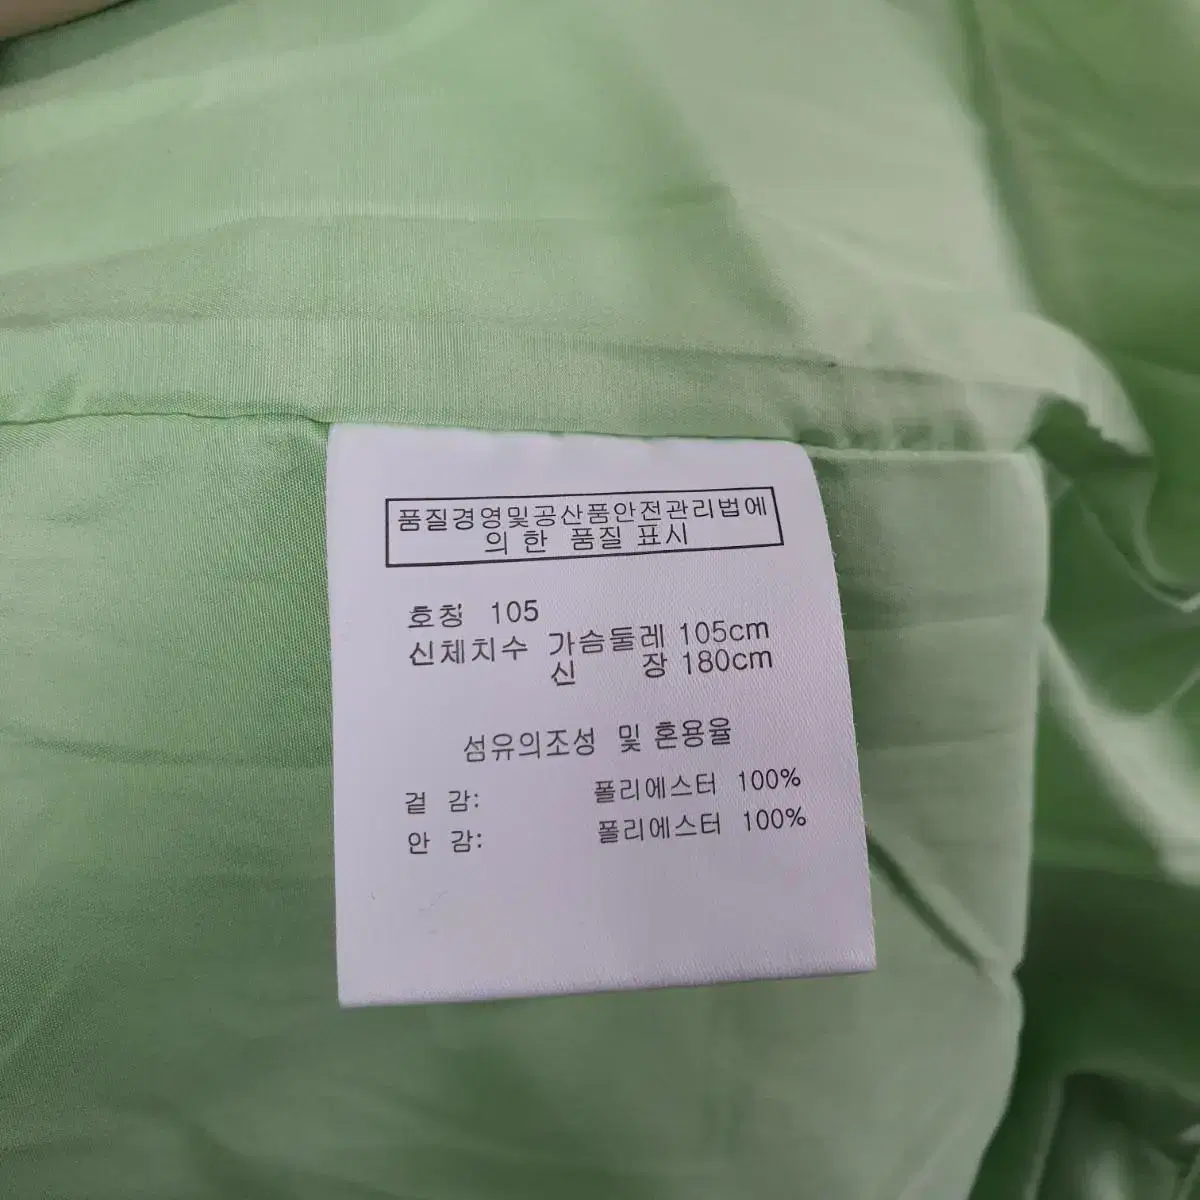 품질경영및공산품안전관리법에
의 한 품질 표시
호칭 105
신체치수 가슴둘레 105cm
신 장 180cm
섬유의조성 및 혼용율
겉 감: 폴리에스터 100%
안 감: 폴리에스터 100%